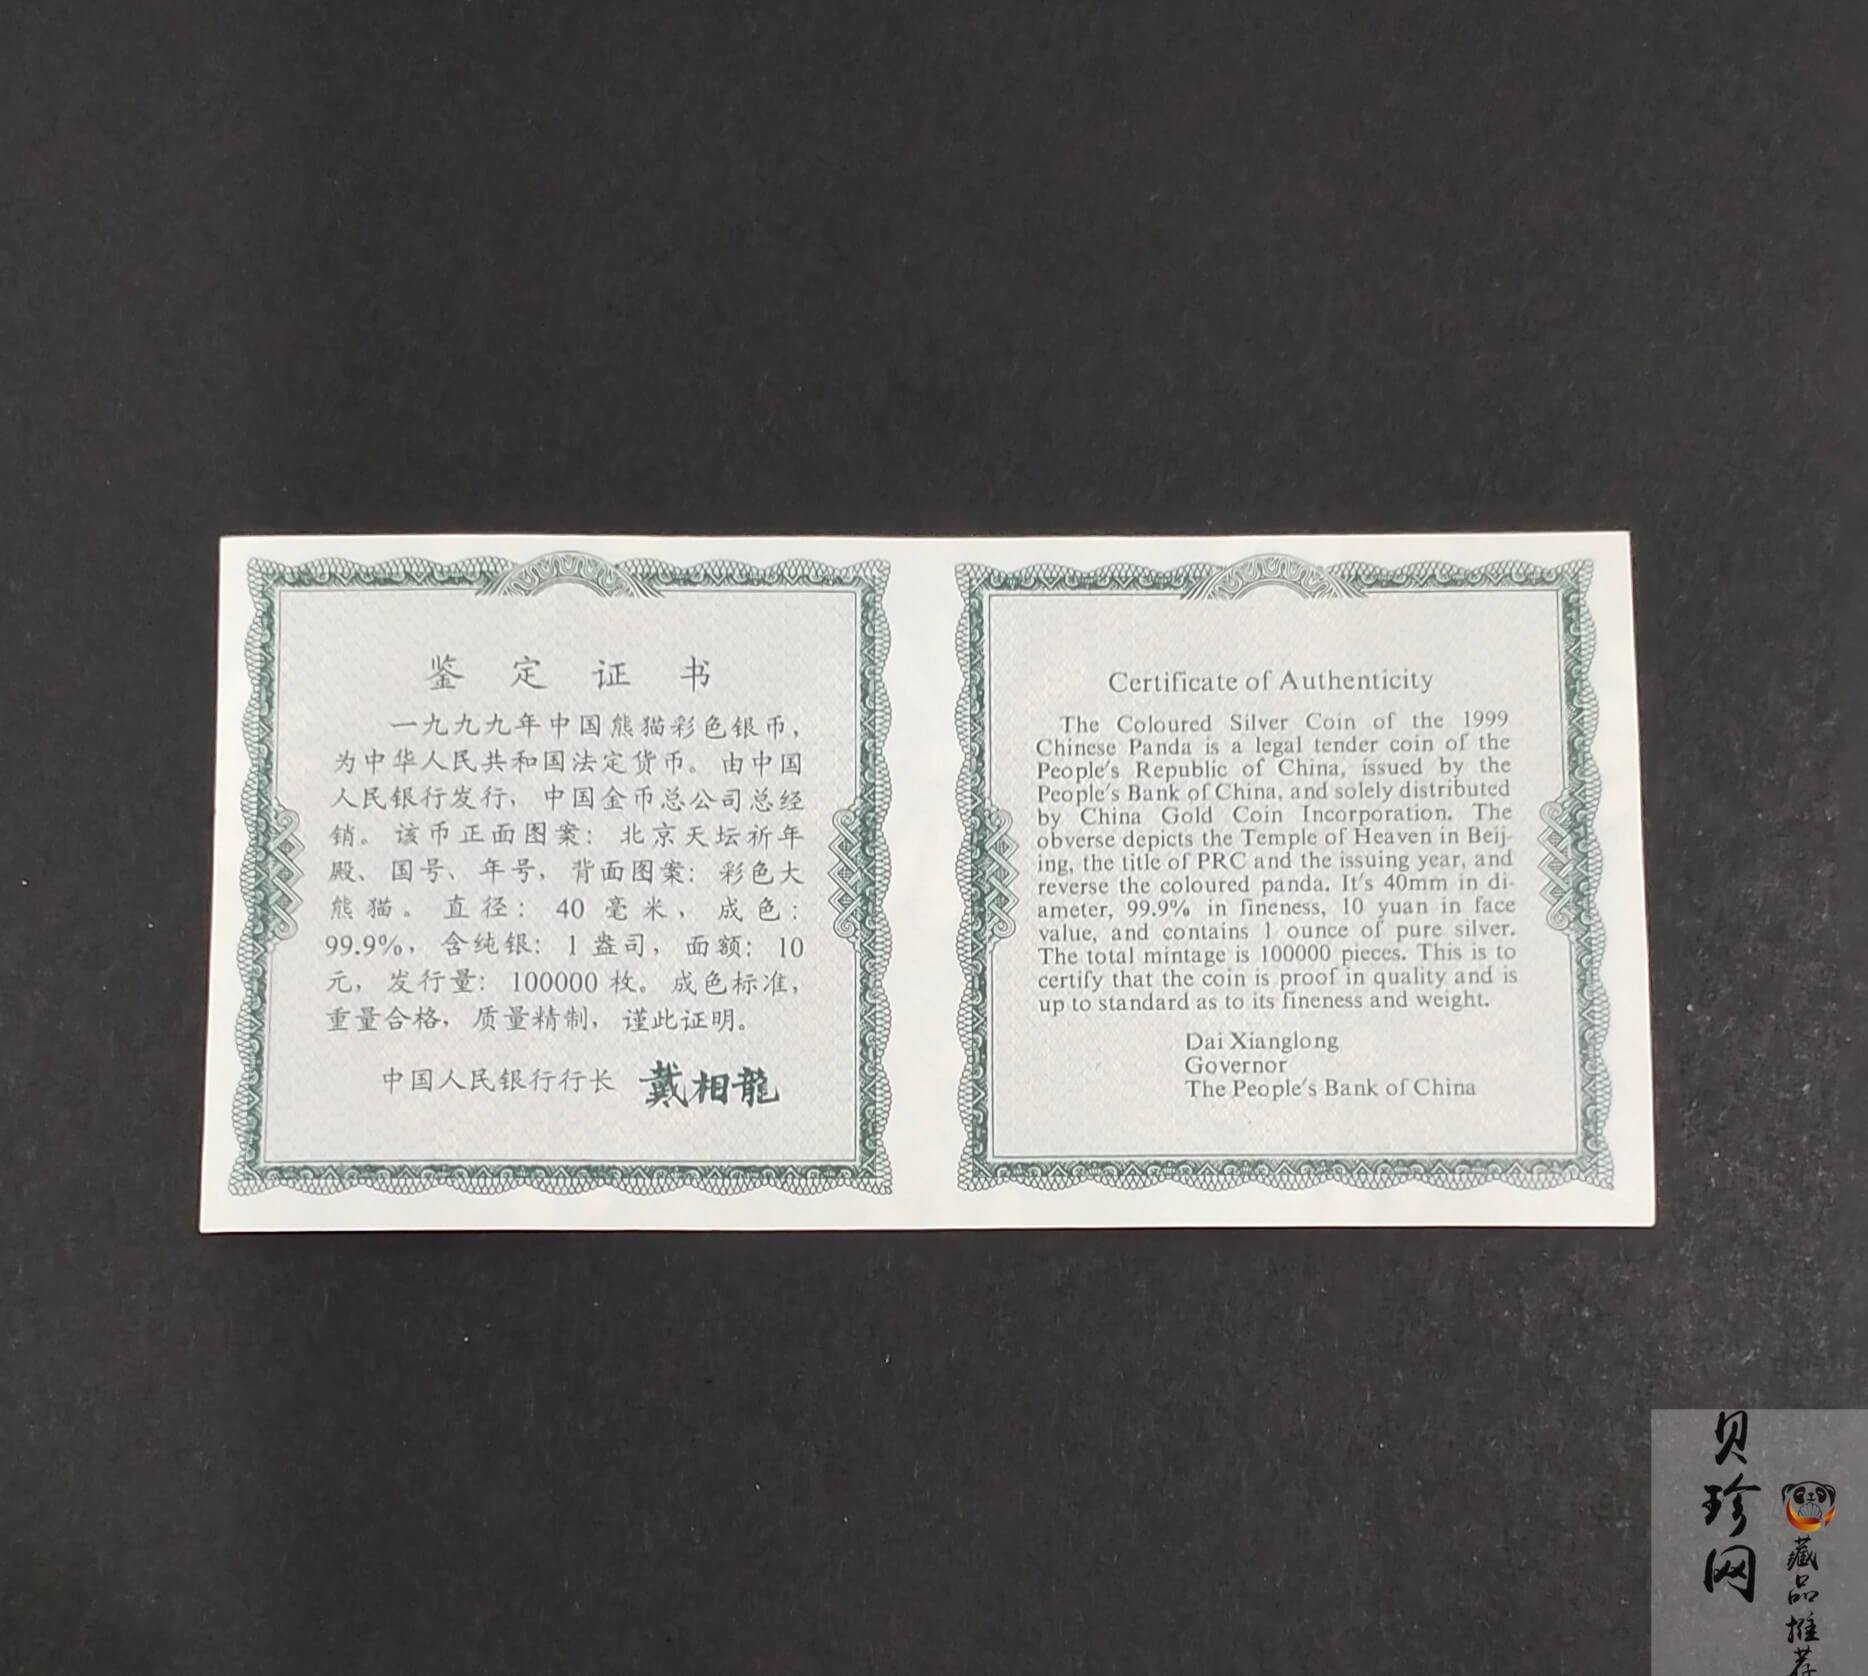 鉴定证书
一九九九年中国熊猫彩色银币,
为中华人民共和国法定货币。由中国
人民银行发行, 中国金币总公司总经
销。该币正面图案: 北京天坛祈年
殿、国号、年号, 背面图案: 彩色大
熊猫。直径: 40 毫米, 成色:
99.9%, 含纯银: 1 盎司, 面额: 10
元, 发行量: 100000 枚。成色标准,
重量合格, 质量精制, 谨此证明。
中国人民银行行长 戴相龍
Certificate of Authenticity
The Coloured Silver Coin of the 1999
Chinese Panda is a legal tender coin of the
People's Republic of China, issued by the
People's Bank of China, and solely distributed
by China Gold Coin Incorporation. The
obverse depicts the Temple of Heaven in Beij-
ing, the title of PRC and the issuing year, and
reverse the coloured panda. It's 40mm in di-
ameter, 99.9% in fineness, 10 yuan in face
value, and contains 1 ounce of pure silver.
The total mintage is 100000 pieces. This is to
certify that the coin is proof in quality and is
up to standard as to its fineness and weight.
Dai Xianglong
Governor
The People's Bank of China
贝珍网
藏品推荐